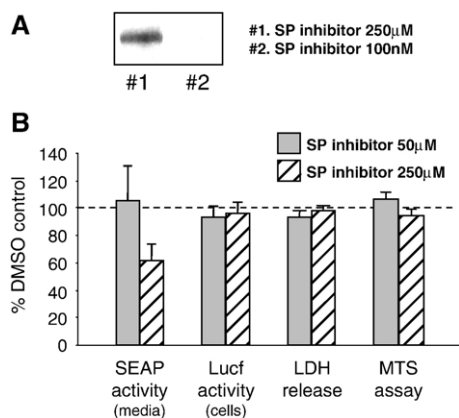 A
#1. SP inhibitor 250μM
#2. SP inhibitor 100nM
#1 #2
B
SP inhibitor 50μM
SP inhibitor 250μM
% DMSO control
140
120
100
80
60
40
20
0
SEAP activity (media)
Lucf activity (cells)
LDH release
MTS assay